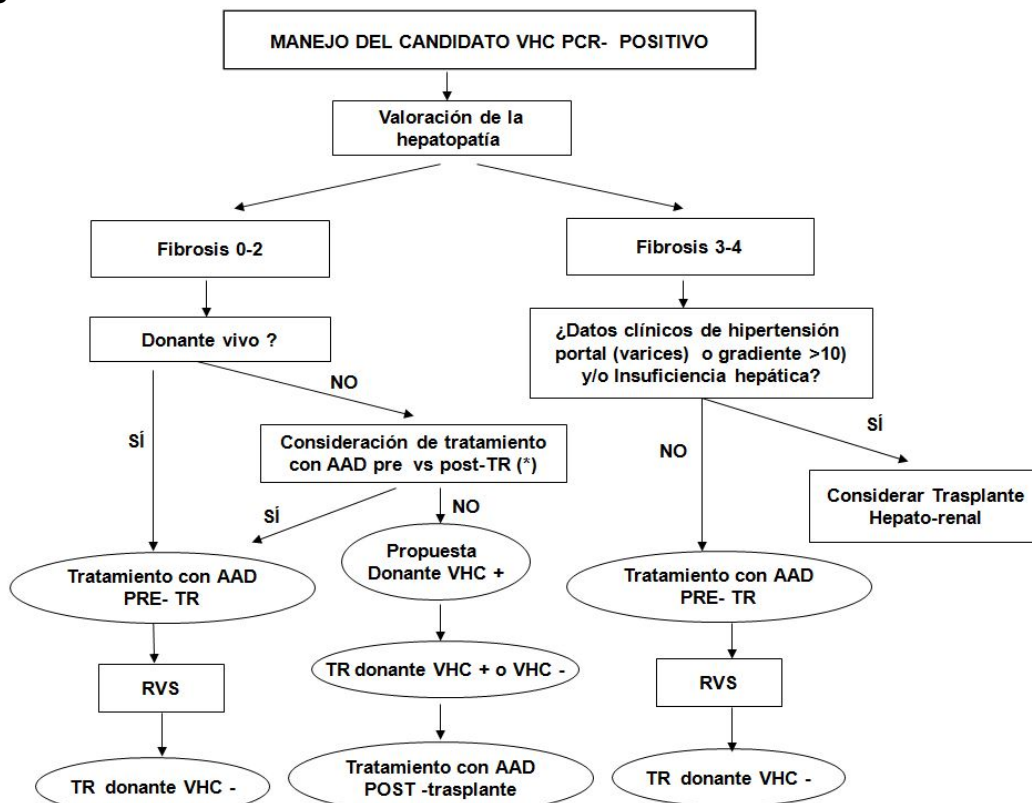 MANEJO DEL CANDIDATO VHC PCR- POSITIVO
Valoración de la
hepatopatía
Fibrosis 0-2
Fibrosis 3-4
Donante vivo ?
¿Datos clínicos de hipertensión
portal (varices) o gradiente >10)
y/o Insuficiencia hepática?
NO
SÍ
Consideración de tratamiento
con AAD pre vs post-TR (*)
NO
SÍ
Considerar Trasplante
Hepato-renal
SÍ
NO
Propuesta
Donante VHC +
Tratamiento con AAD
PRE- TR
Tratamiento con AAD
PRE- TR
TR donante VHC + o VHC -
RVS
RVS
Tratamiento con AAD
POST -trasplante
TR donante VHC -
TR donante VHC -